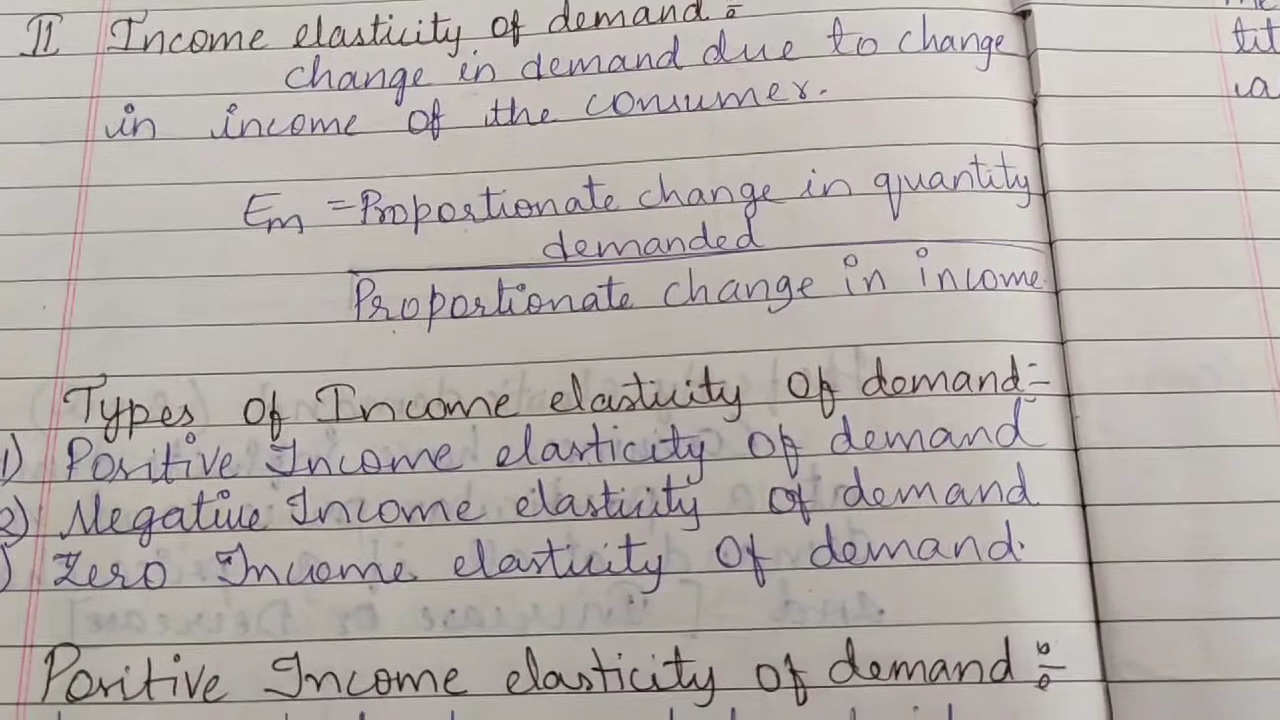 II Income elasticity of demand :-
change in demand due to change
in income of the consumer.
Em = Proportionate change in quantity
demanded
Proportionate change in income
Types of Income elasticity of demand:-
1) Positive Income elasticity of demand
2) Negative Income elasticity of demand
) Zero Income elasticity of demand.
Positive Income elasticity of demand :-